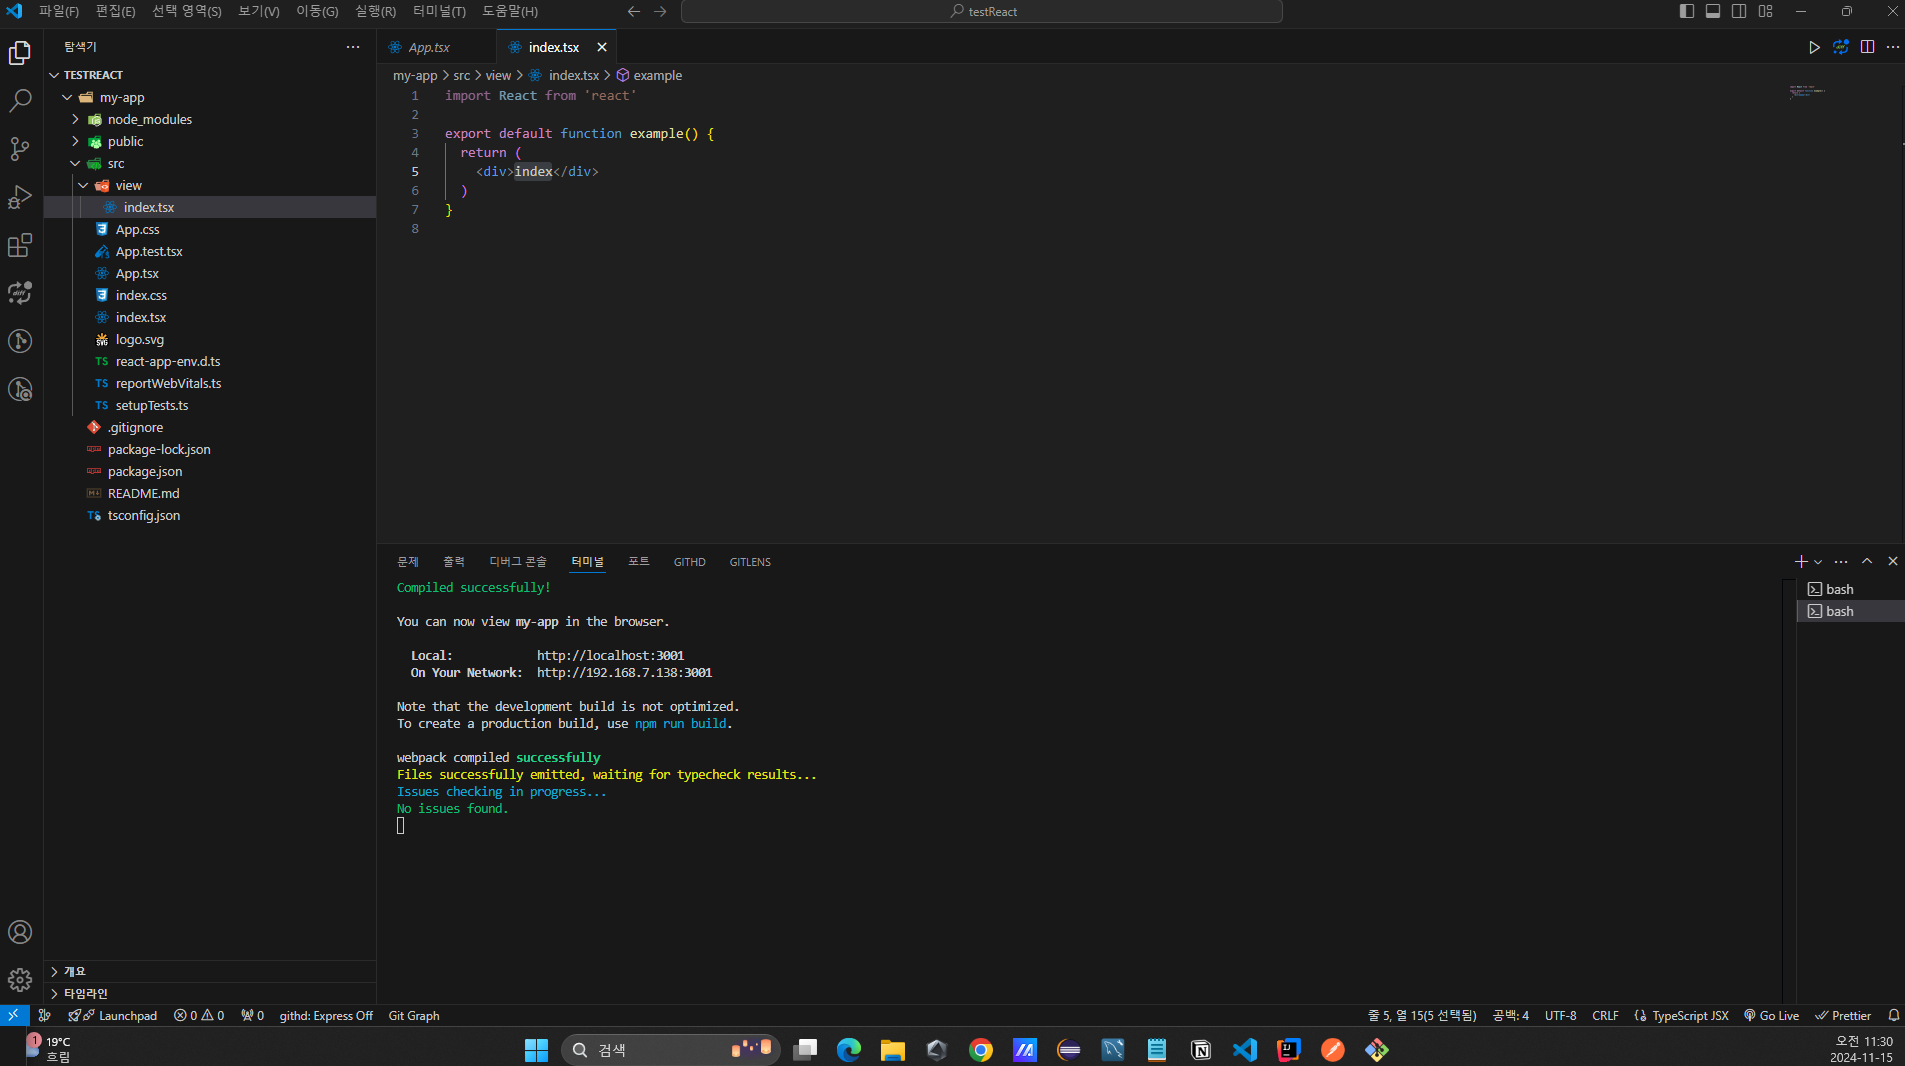 파일(F) 편집(E) 선택 영역(S) 보기(V) 이동(G) 실행(R) 터미널(T) 도움말(H) testReact
탐색기
TESTREACT
my-app
node_modules
public
src
view
index.tsx
App.css
App.test.tsx
App.tsx
index.css
index.tsx
logo.svg
react-app-env.d.ts
reportWebVitals.ts
setupTests.ts
.gitignore
package-lock.json
package.json
README.md
tsconfig.json
개요
타임라인
App.tsx index.tsx
my-app > src > view > index.tsx > example
1 import React from 'react'
2
3 export default function example() {
4 return (
5 <div>index</div>
6 )
7 }
8
문제 출력 디버그 콘솔 터미널 포트 GITHD GITLENS
Compiled successfully!
You can now view my-app in the browser.
Local: http://localhost:3001
On Your Network: http://192.168.7.138:3001
Note that the development build is not optimized.
To create a production build, use npm run build.
webpack compiled successfully
Files successfully emitted, waiting for typecheck results...
Issues checking in progress...
No issues found.
bash
bash
Launchpad 0 0 0 githd: Express Off Git Graph 줄 5, 열 15(5 선택됨) 공백: 4 UTF-8 CRLF TypeScript JSX Go Live Prettier
1 19°C
흐림
검색
오전 11:30
2024-11-15